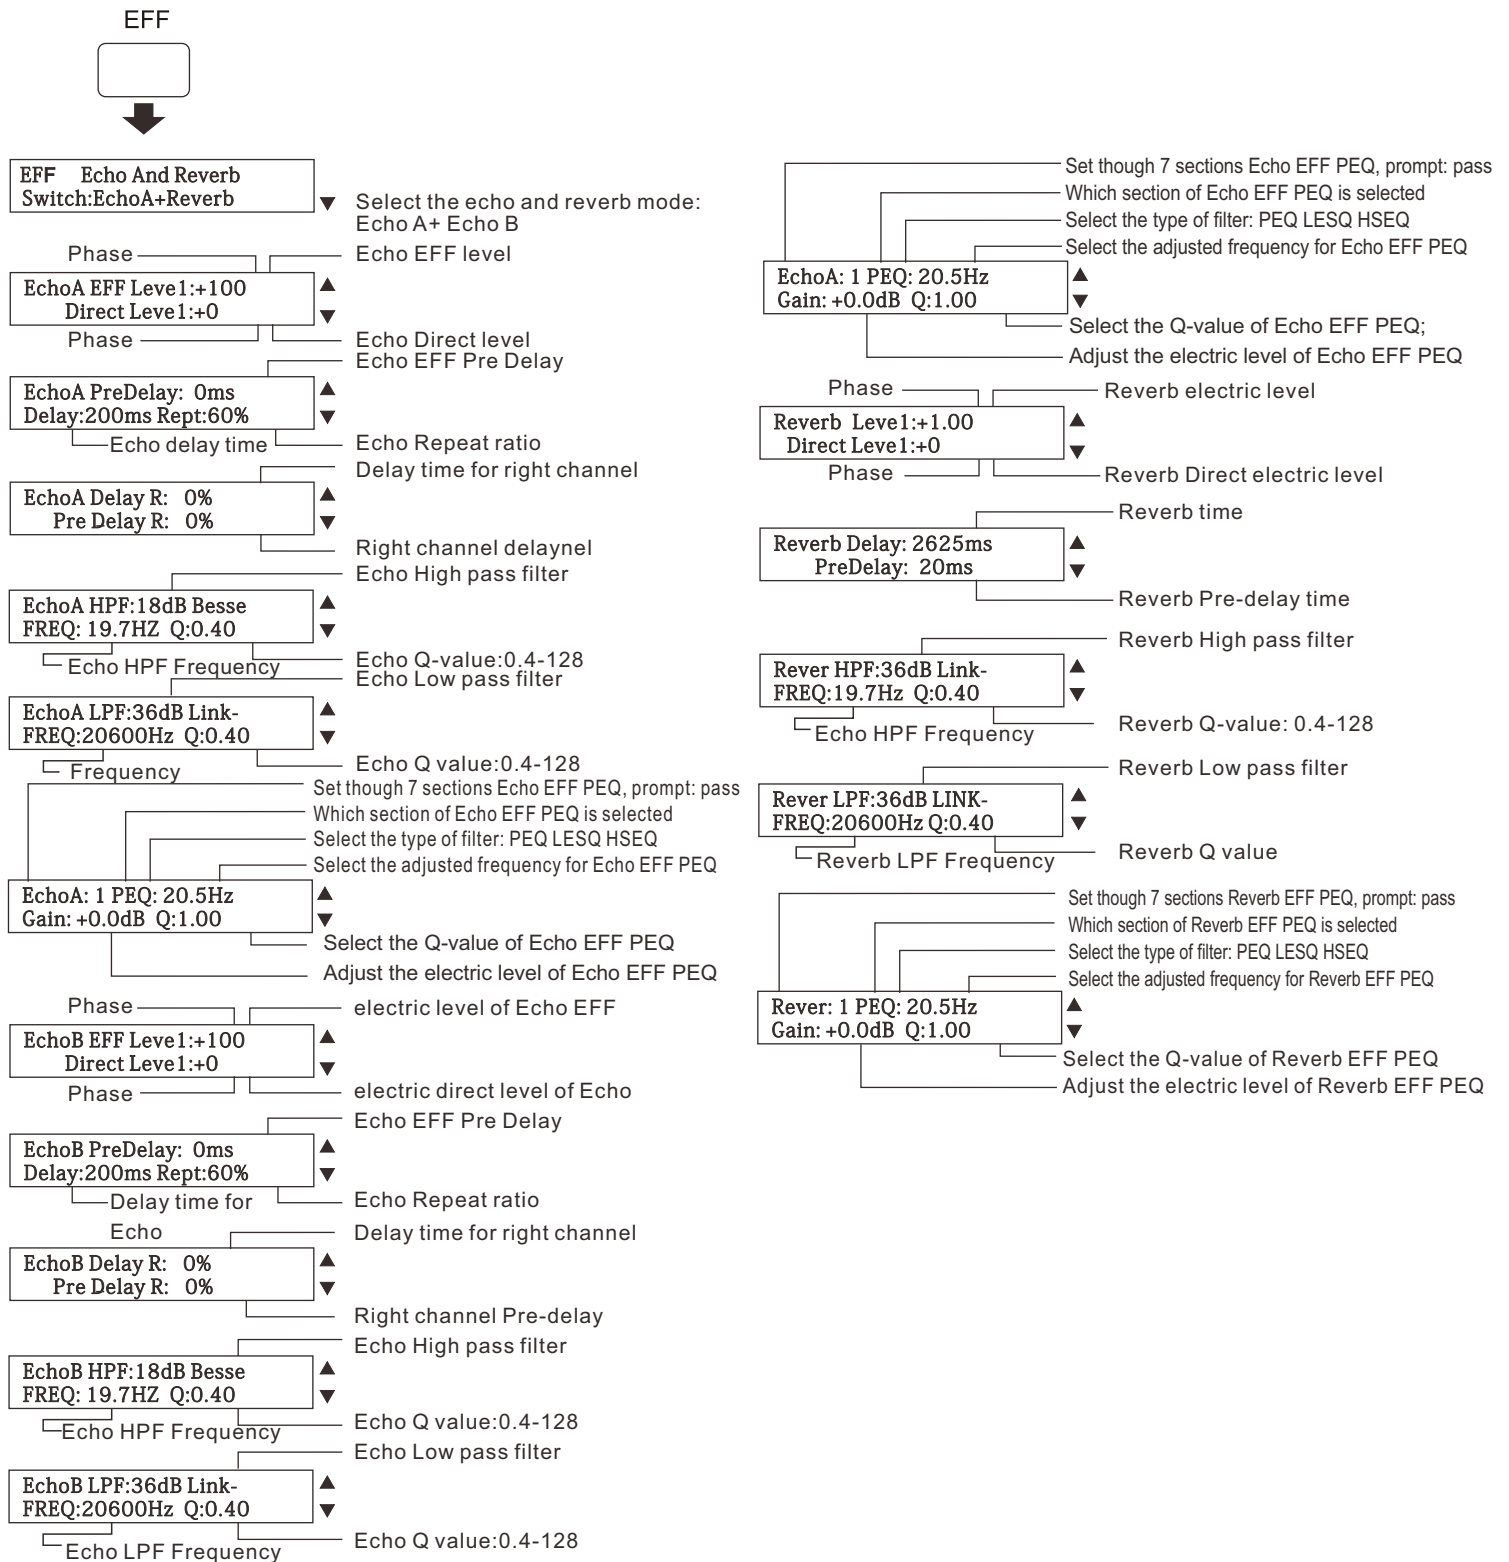 EFF
EFF Echo And Reverb
Switch:EchoA+Reverb
▼
Select the echo and reverb mode:
Echo A+ Echo B
Phase
Echo EFF level
EchoA EFF Leve1:+100
▲
Direct Leve1:+0
▼
Phase
Echo Direct level
Echo EFF Pre Delay
EchoA PreDelay: 0ms
▲
Delay:200ms Rept:60%
▼
Echo delay time
Echo Repeat ratio
Delay time for right channel
EchoA Delay R: 0%
▲
Pre Delay R: 0%
▼
Right channel delaynel
Echo High pass filter
EchoA HPF:18dB Besse
▲
FREQ: 19.7HZ Q:0.40
▼
Echo HPF Frequency
Echo Q-value:0.4-128
Echo Low pass filter
EchoA LPF:36dB Link-
▲
FREQ:20600Hz Q:0.40
▼
Frequency
Echo Q value:0.4-128
Set though 7 sections Echo EFF PEQ, prompt: pass
Which section of Echo EFF PEQ is selected
Select the type of filter: PEQ LESQ HSEQ
Select the adjusted frequency for Echo EFF PEQ
EchoA: 1 PEQ: 20.5Hz
▲
Gain: +0.0dB Q:1.00
▼
Select the Q-value of Echo EFF PEQ
Adjust the electric level of Echo EFF PEQ
Phase
electric level of Echo EFF
EchoB EFF Leve1:+100
▲
Direct Leve1:+0
▼
Phase
electric direct level of Echo
Echo EFF Pre Delay
EchoB PreDelay: 0ms
▲
Delay:200ms Rept:60%
▼
Delay time for
Echo
Echo Repeat ratio
Delay time for right channel
EchoB Delay R: 0%
▲
Pre Delay R: 0%
▼
Right channel Pre-delay
Echo High pass filter
EchoB HPF:18dB Besse
▲
FREQ: 19.7HZ Q:0.40
▼
Echo HPF Frequency
Echo Q value:0.4-128
Echo Low pass filter
EchoB LPF:36dB Link-
▲
FREQ:20600Hz Q:0.40
▼
Echo LPF Frequency
Echo Q value:0.4-128
Set though 7 sections Echo EFF PEQ, prompt: pass
Which section of Echo EFF PEQ is selected
Select the type of filter: PEQ LESQ HSEQ
Select the adjusted frequency for Echo EFF PEQ
EchoA: 1 PEQ: 20.5Hz
▲
Gain: +0.0dB Q:1.00
▼
Select the Q-value of Echo EFF PEQ;
Adjust the electric level of Echo EFF PEQ
Phase
Reverb electric level
Reverb Leve1:+1.00
▲
Direct Leve1:+0
▼
Phase
Reverb Direct electric level
Reverb time
Reverb Delay: 2625ms
▲
PreDelay: 20ms
▼
Reverb Pre-delay time
Reverb High pass filter
Rever HPF:36dB Link-
▲
FREQ:19.7Hz Q:0.40
▼
Echo HPF Frequency
Reverb Q-value: 0.4-128
Reverb Low pass filter
Rever LPF:36dB LINK-
▲
FREQ:20600Hz Q:0.40
▼
Reverb LPF Frequency
Reverb Q value
Set though 7 sections Reverb EFF PEQ, prompt: pass
Which section of Reverb EFF PEQ is selected
Select the type of filter: PEQ LESQ HSEQ
Select the adjusted frequency for Reverb EFF PEQ
Rever: 1 PEQ: 20.5Hz
▲
Gain: +0.0dB Q:1.00
▼
Select the Q-value of Reverb EFF PEQ
Adjust the electric level of Reverb EFF PEQ